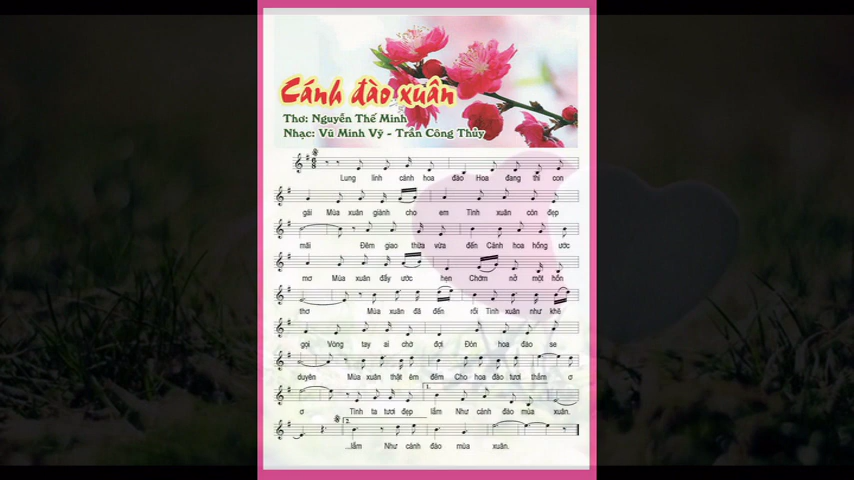 Cánh đào xuân
Thơ: Nguyễn Thế Minh
Nhạc: Vũ Minh Vỹ - Trần Công Thủy
Lung linh cánh hoa đào Hoa đang thì con
gái Mùa xuân giành cho em Tình xuân còn đẹp
mãi Đêm giao thừa vừa đến Cánh hoa hồng ước
mơ Mùa xuân đầy ước hẹn Chớm nở một hồn
thơ Mùa xuân đã đến rồi Tình xuân như khẽ
gọi Vòng tay ai chờ đợi Đón hoa đào se
duyên Mùa xuân thật êm đềm Cho hoa đào tươi thắm ơ
1.
ơ Tình ta tươi đẹp lắm Như cánh đào mùa xuân.
2.
...lắm Như cánh đào mùa xuân.